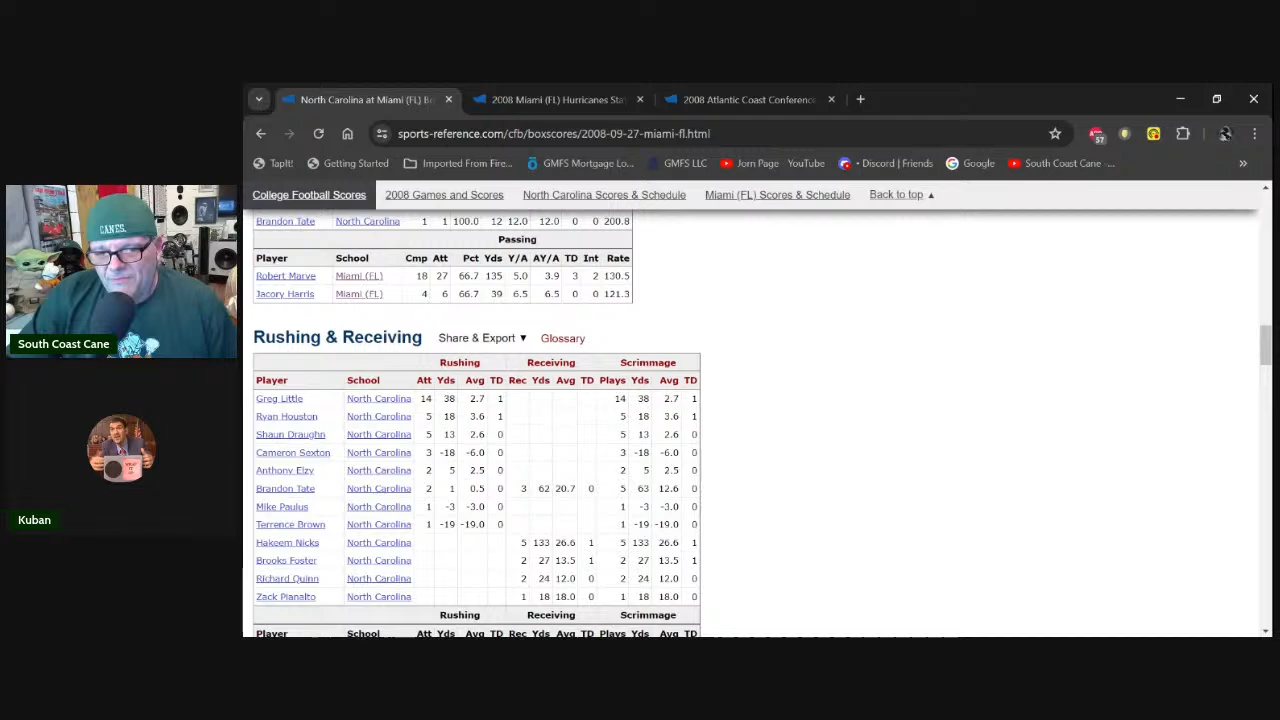 North Carolina at Miami (FL) Bo
2008 Miami (FL) Hurricanes Sta
2008 Atlantic Coast Conference
sports-reference.com/cfb/boxscores/2008-09-27-miami-fl.html
57
TapIt! Getting Started Imported From Fire... GMFS Mortgage Lo... GMFS LLC Jorn Page YouTube • Discord | Friends Google South Coast Cane -... »
College Football Scores 2008 Games and Scores North Carolina Scores & Schedule Miami (FL) Scores & Schedule Back to top ▲
Brandon Tate North Carolina 1 1 100.0 12 12.0 12.0 0 0 200.8
Passing
Player School Cmp Att Pct Yds Y/A AY/A TD Int Rate
Robert Marve Miami (FL) 18 27 66.7 135 5.0 3.9 3 2 130.5
Jacory Harris Miami (FL) 4 6 66.7 39 6.5 6.5 0 0 121.3
Rushing & Receiving Share & Export ▼ Glossary
Rushing Receiving Scrimmage
Player School Att Yds Avg TD Rec Yds Avg TD Plays Yds Avg TD
Greg Little North Carolina 14 38 2.7 1 14 38 2.7 1
Ryan Houston North Carolina 5 18 3.6 1 5 18 3.6 1
Shaun Draughn North Carolina 5 13 2.6 0 5 13 2.6 0
Cameron Sexton North Carolina 3 -18 -6.0 0 3 -18 -6.0 0
Anthony Elzy North Carolina 2 5 2.5 0 2 5 2.5 0
Brandon Tate North Carolina 2 1 0.5 0 3 62 20.7 0 5 63 12.6 0
Mike Paulus North Carolina 1 -3 -3.0 0 1 -3 -3.0 0
Terrence Brown North Carolina 1 -19 -19.0 0 1 -19 -19.0 0
Hakeem Nicks North Carolina 5 133 26.6 1 5 133 26.6 1
Brooks Foster North Carolina 2 27 13.5 1 2 27 13.5 1
Richard Quinn North Carolina 2 24 12.0 0 2 24 12.0 0
Zack Pianalto North Carolina 1 18 18.0 0 1 18 18.0 0
Rushing Receiving Scrimmage
Player School Att Yds Avg TD Rec Yds Avg TD Plays Yds Avg TD
CANES.
South Coast Cane
Kuban